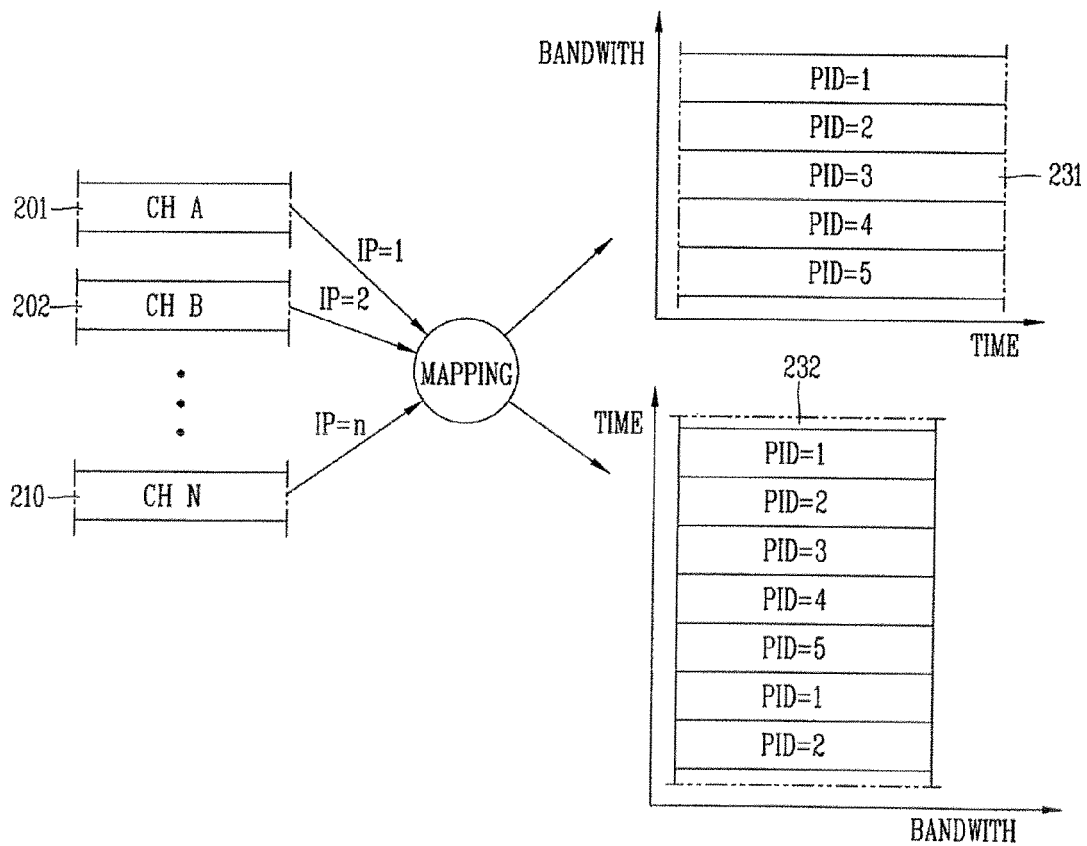 BANDWITH
PID=1
PID=2
PID=3
PID=4
PID=5
231
TIME
201
CH A
IP=1
202
CH B
IP=2
MAPPING
IP=n
210
CH N
232
TIME
PID=1
PID=2
PID=3
PID=4
PID=5
PID=1
PID=2
BANDWITH